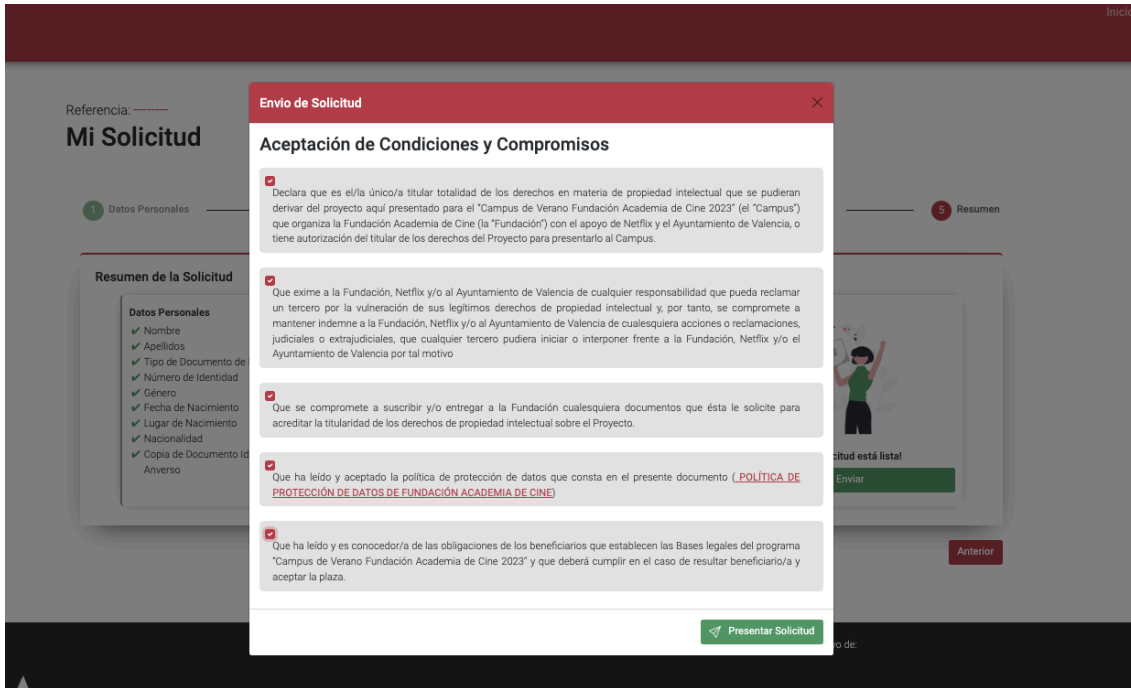 Inicio
Referencia: --------
Mi Solicitud
1 Datos Personales
5 Resumen
Resumen de la Solicitud
Datos Personales
Nombre
Apellidos
Tipo de Documento de
Número de Identidad
Género
Fecha de Nacimiento
Lugar de Nacimiento
Nacionalidad
Copia de Documento Id
Anverso
Envio de Solicitud
Aceptación de Condiciones y Compromisos
Declara que es el/la único/a titular totalidad de los derechos en materia de propiedad intelectual que se pudieran
derivar del proyecto aquí presentado para el "Campus de Verano Fundación Academia de Cine 2023" (el "Campus")
que organiza la Fundación Academia de Cine (la "Fundación") con el apoyo de Netflix y el Ayuntamiento de Valencia, o
tiene autorización del titular de los derechos del Proyecto para presentarlo al Campus.
Que exime a la Fundación, Netflix y/o al Ayuntamiento de Valencia de cualquier responsabilidad que pueda reclamar
un tercero por la vulneración de sus legítimos derechos de propiedad intelectual y, por tanto, se compromete a
mantener indemne a la Fundación, Netflix y/o al Ayuntamiento de Valencia de cualesquiera acciones o reclamaciones,
judiciales o extrajudiciales, que cualquier tercero pudiera iniciar o interponer frente a la Fundación, Netflix y/o el
Ayuntamiento de Valencia por tal motivo
Que se compromete a suscribir y/o entregar a la Fundación cualesquiera documentos que ésta le solicite para
acreditar la titularidad de los derechos de propiedad intelectual sobre el Proyecto.
Que ha leído y aceptado la política de protección de datos que consta en el presente documento ( POLÍTICA DE
PROTECCIÓN DE DATOS DE FUNDACIÓN ACADEMIA DE CINE)
Que ha leído y es conocedor/a de las obligaciones de los beneficiarios que establecen las Bases legales del programa
"Campus de Verano Fundación Academia de Cine 2023" y que deberá cumplir en el caso de resultar beneficiario/a y
aceptar la plaza.
Presentar Solicitud
citud está lista!
Enviar
Anterior
yo de: